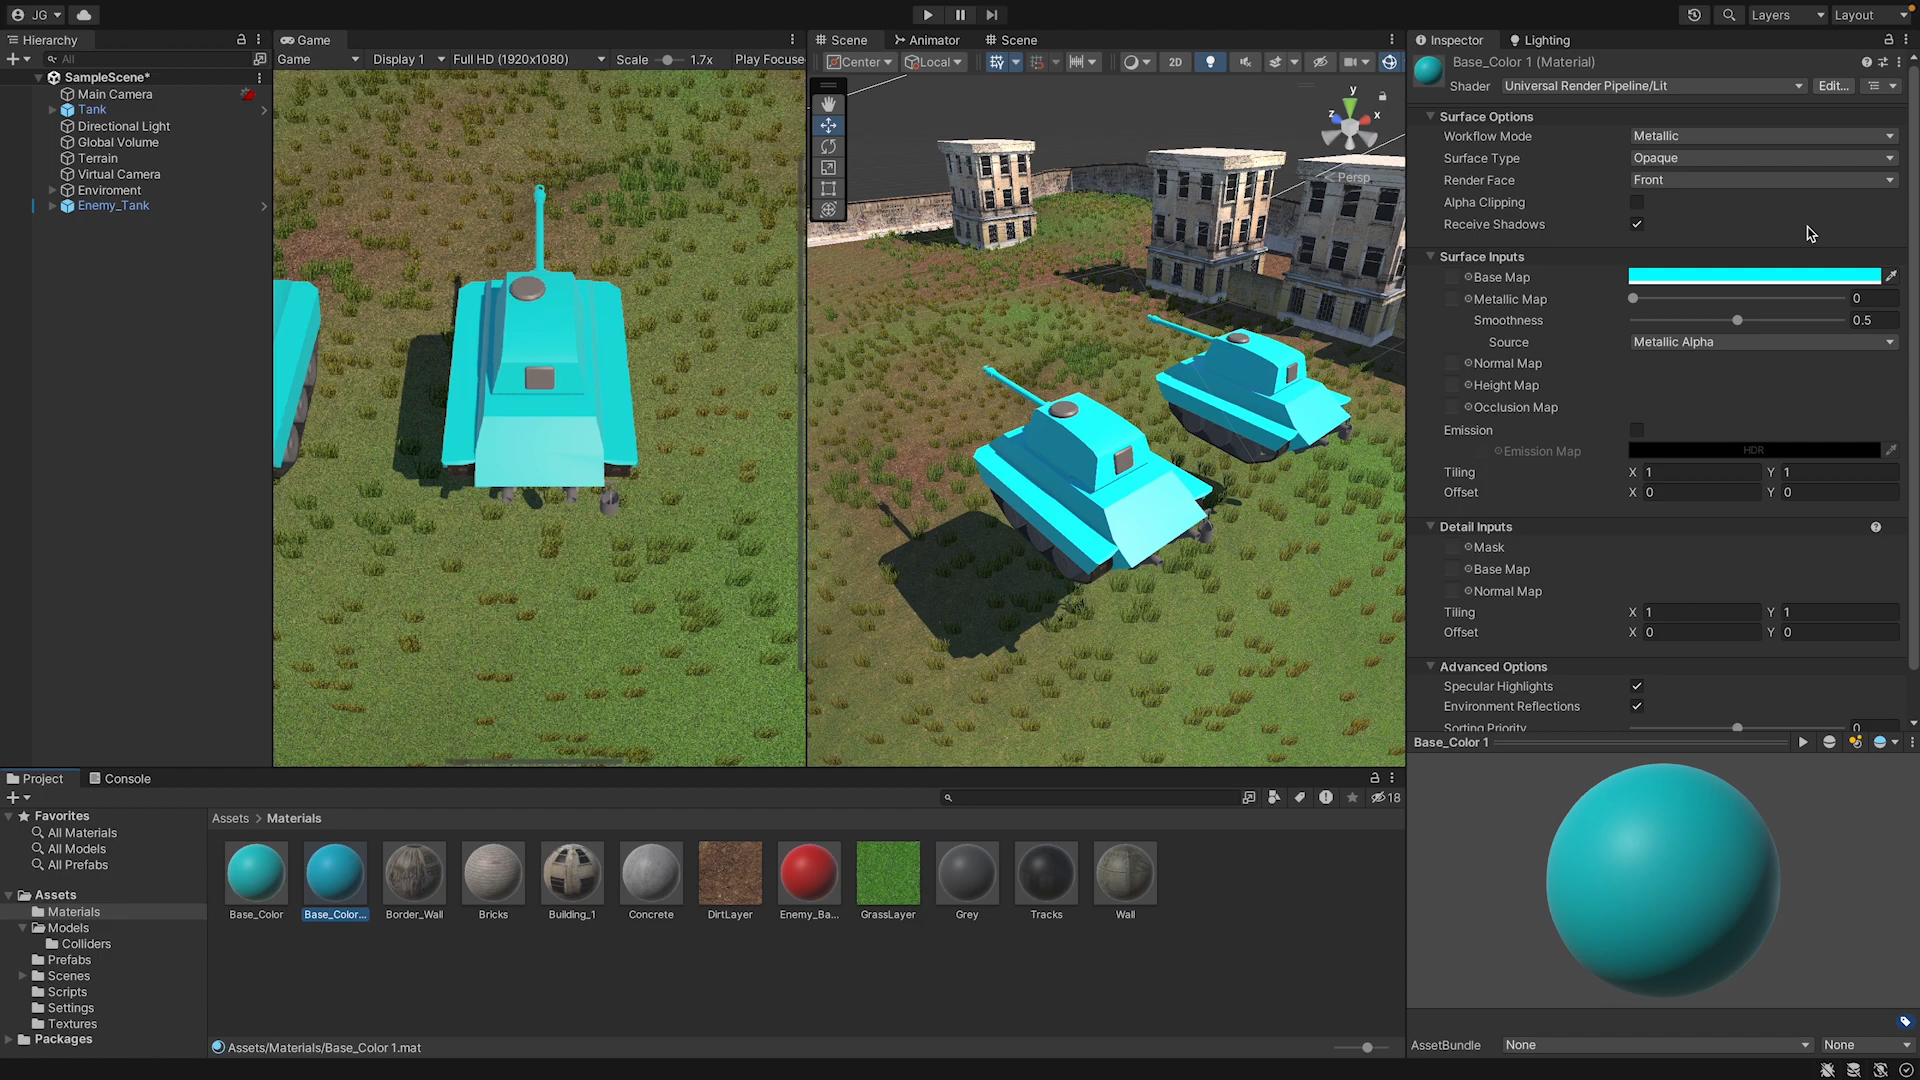 JG
Layers
Layout
Hierarchy
All
SampleScene*
Main Camera
Tank
Directional Light
Global Volume
Terrain
Virtual Camera
Enviroment
Enemy_Tank
Game
Game Display 1 Full HD (1920x1080) Scale 1.7x Play Focuse
Scene Animator Scene
Center Local 2D
y
z x
Persp
Inspector Lighting
Base_Color 1 (Material)
Shader Universal Render Pipeline/Lit Edit...
Surface Options
Workflow Mode Metallic
Surface Type Opaque
Render Face Front
Alpha Clipping
Receive Shadows
Surface Inputs
Base Map
Metallic Map 0
Smoothness 0.5
Source Metallic Alpha
Normal Map
Height Map
Occlusion Map
Emission
Emission Map HDR
Tiling X 1 Y 1
Offset X 0 Y 0
Detail Inputs
Mask
Base Map
Normal Map
Tiling X 1 Y 1
Offset X 0 Y 0
Advanced Options
Specular Highlights
Environment Reflections
Sorting Priority 0
Base_Color 1
AssetBundle None None
Project Console
18
Favorites
All Materials
All Models
All Prefabs
Assets
Materials
Models
Colliders
Prefabs
Scenes
Scripts
Settings
Textures
Packages
Assets > Materials
Base_Color Base_Color... Border_Wall Bricks Building_1 Concrete DirtLayer Enemy_Ba... GrassLayer Grey Tracks Wall
Assets/Materials/Base_Color 1.mat